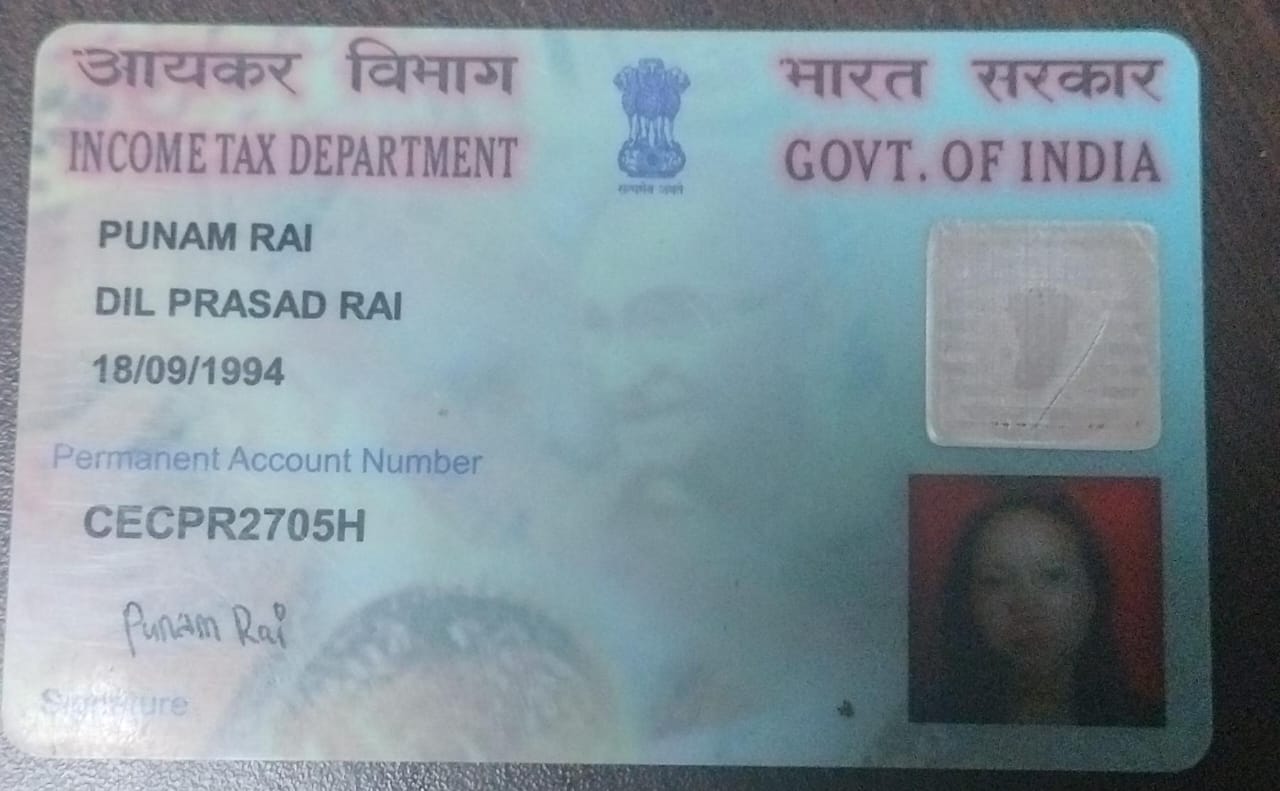 आयकर विभाग
INCOME TAX DEPARTMENT
भारत सरकार
GOVT. OF INDIA
सत्यमेव जयते
PUNAM RAI
DIL PRASAD RAI
18/09/1994
Permanent Account Number
CECPR2705H
Punam Rai
Signature